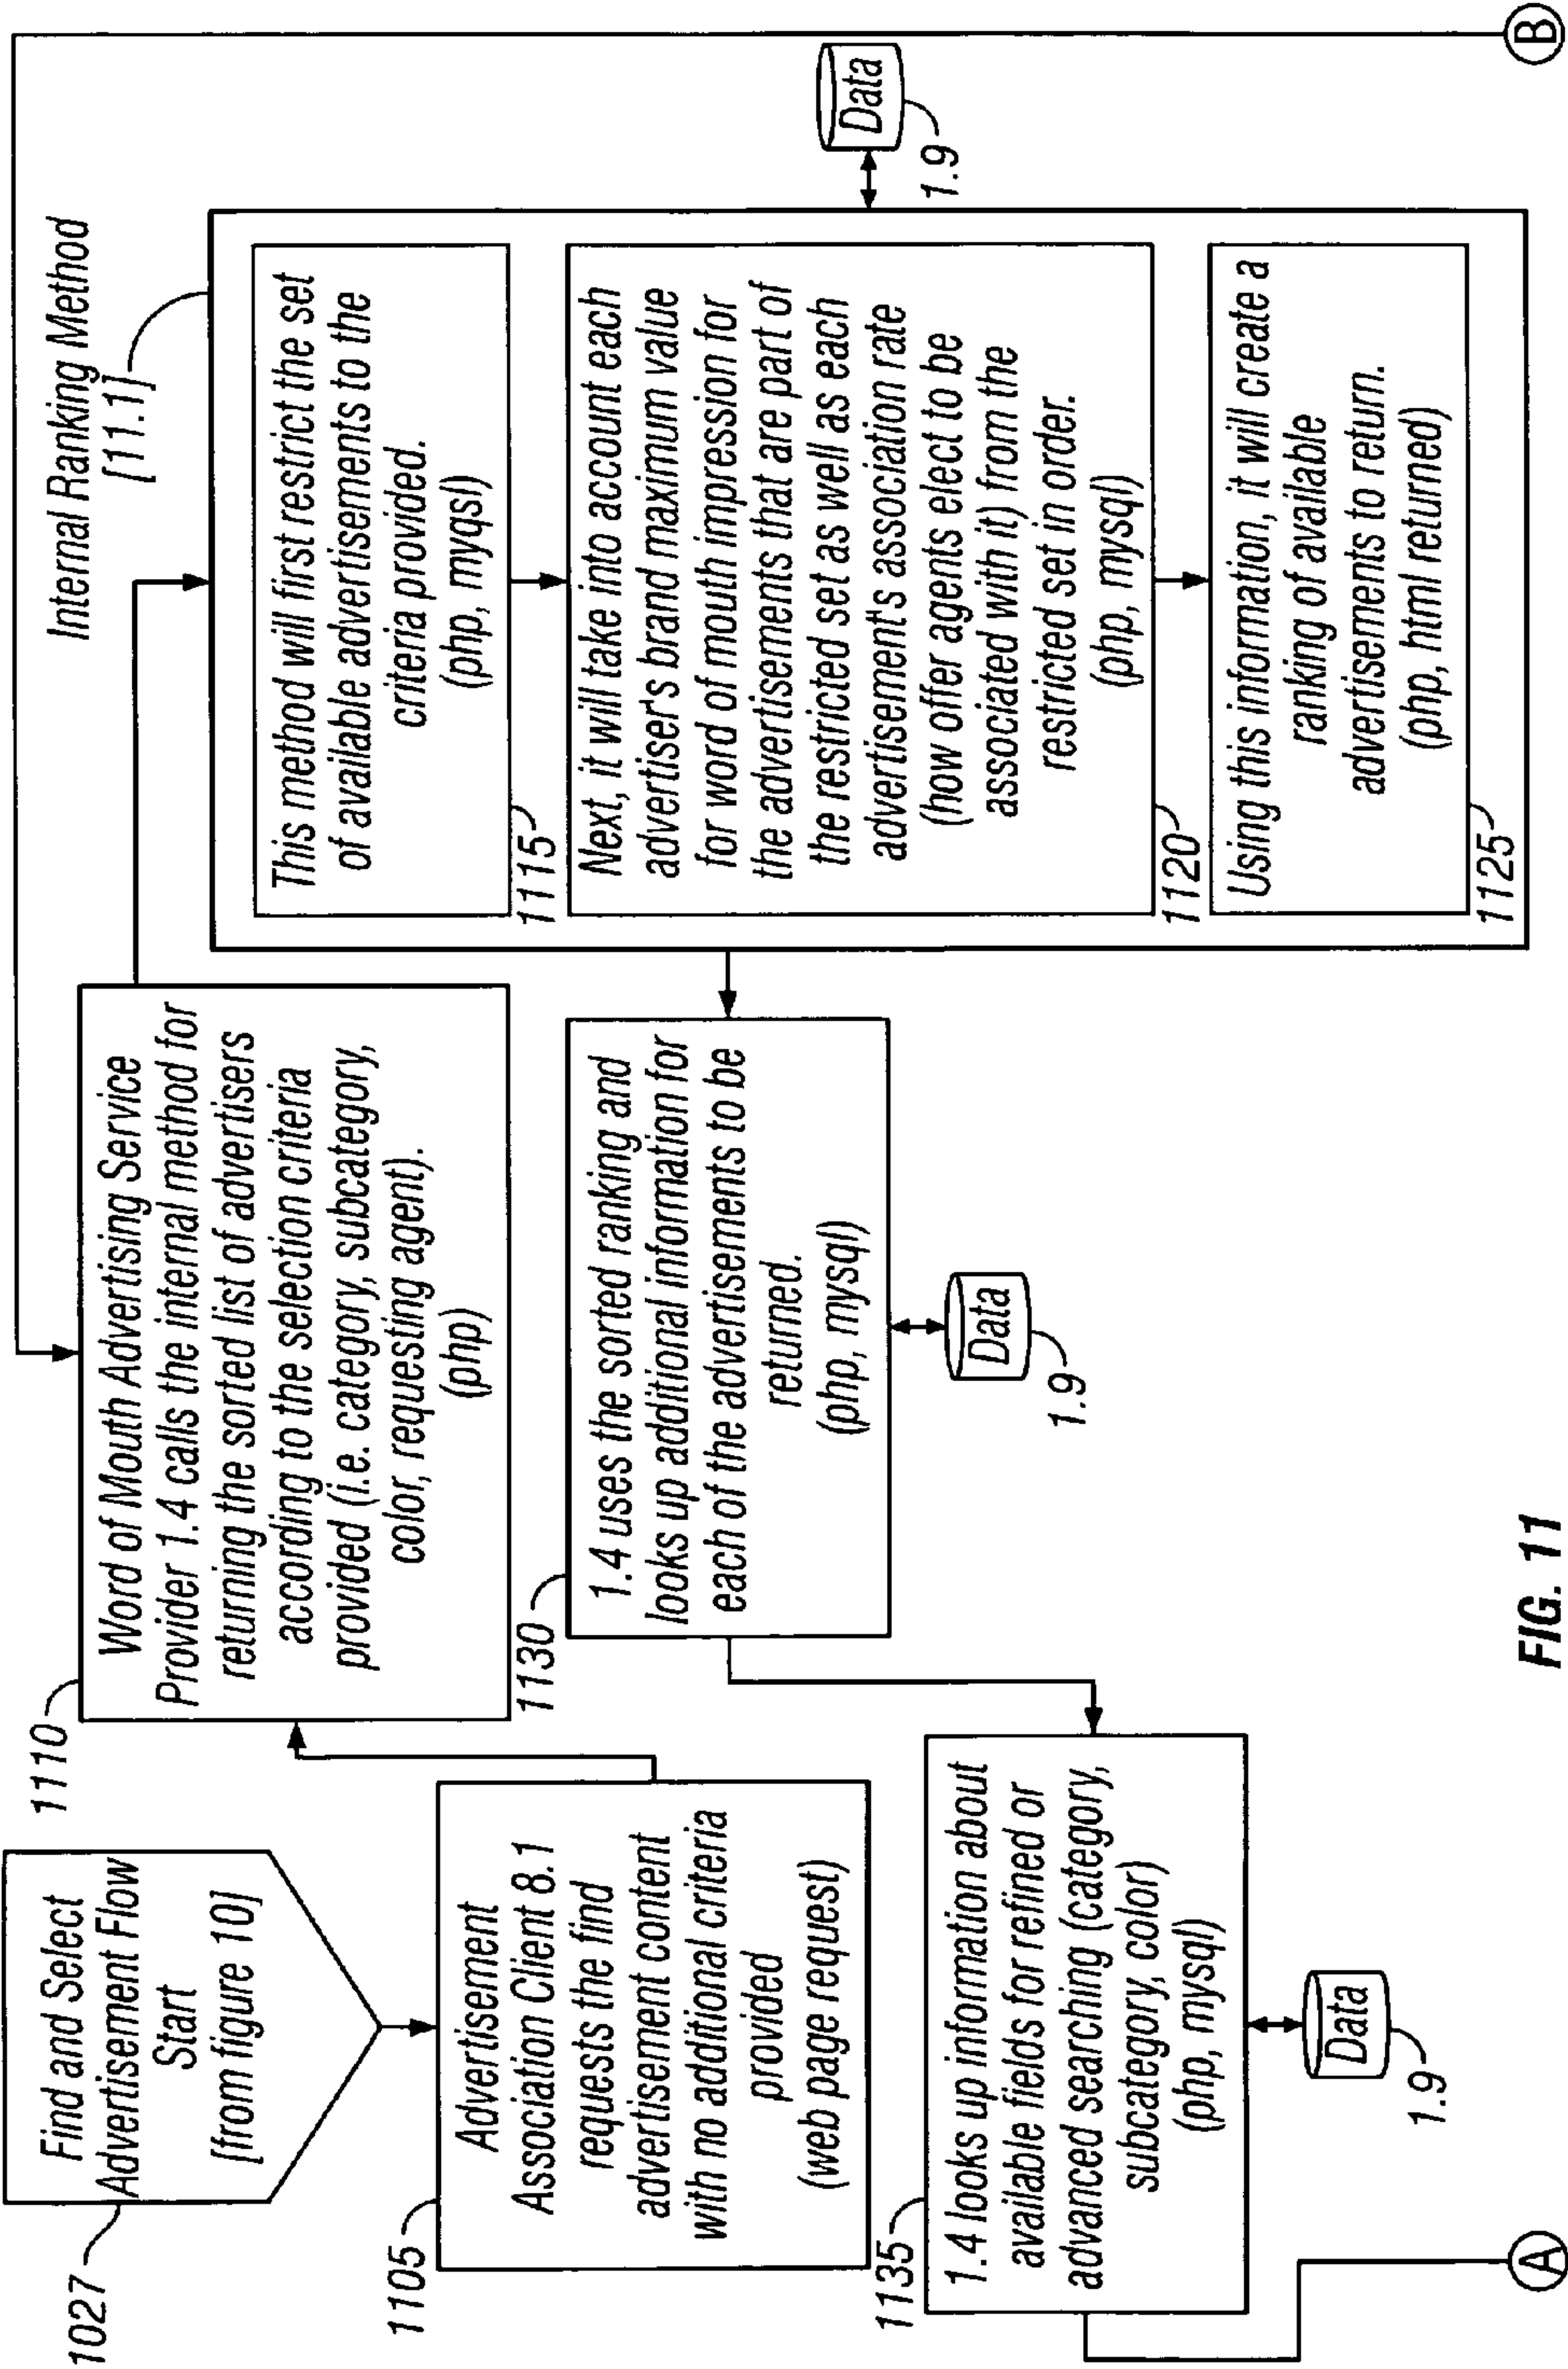 Find and Select
Advertisement Flow
Start
[from figure 10]
1027
Advertisement
Association Client 8.1
requests the find
advertisement content
with no additional criteria
provided
(web page request)
1105
1110
Word of Mouth Advertising Service
Provider 1.4 calls the internal method for
returning the sorted list of advertisers
according to the selection criteria
provided (i.e. category, subcategory,
color, requesting agent).
(php)
Internal Ranking Method
[11.1]
This method will first restrict the set
of available advertisements to the
criteria provided.
(php, myqsl)
1115
Next, it will take into account each
advertiser's brand maximum value
for word of mouth impression for
the advertisements that are part of
the restricted set as well as each
advertisement's association rate
(how offer agents elect to be
associated with it) from the
restricted set in order.
(php, mysql)
1120
Using this information, it will create a
ranking of available
advertisements to return.
(php, html returned)
1125
Data
1.9
1130
1.4 uses the sorted ranking and
looks up additional information for
each of the advertisements to be
returned.
(php, mysql)
Data
1.9
1135
1.4 looks up information about
available fields for refined or
advanced searching (category,
subcategory, color)
(php, mysql)
Data
1.9
A
B
FIG. 11